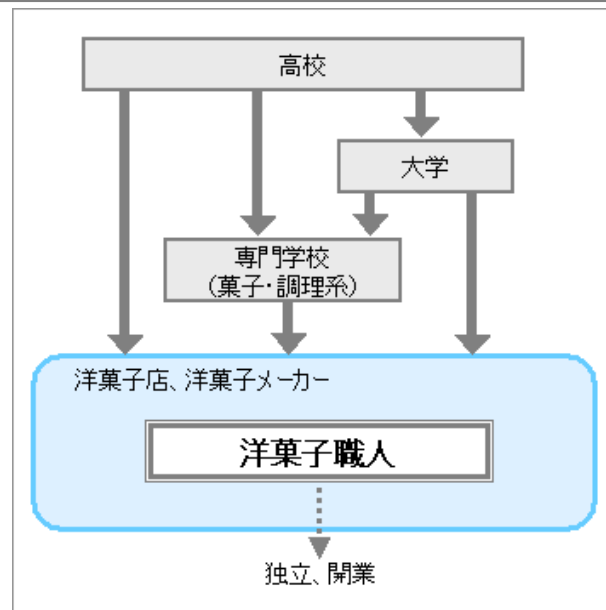 高校
大学
専門学校
(菓子・調理系)
洋菓子店、洋菓子メーカー
洋菓子職人
独立、開業